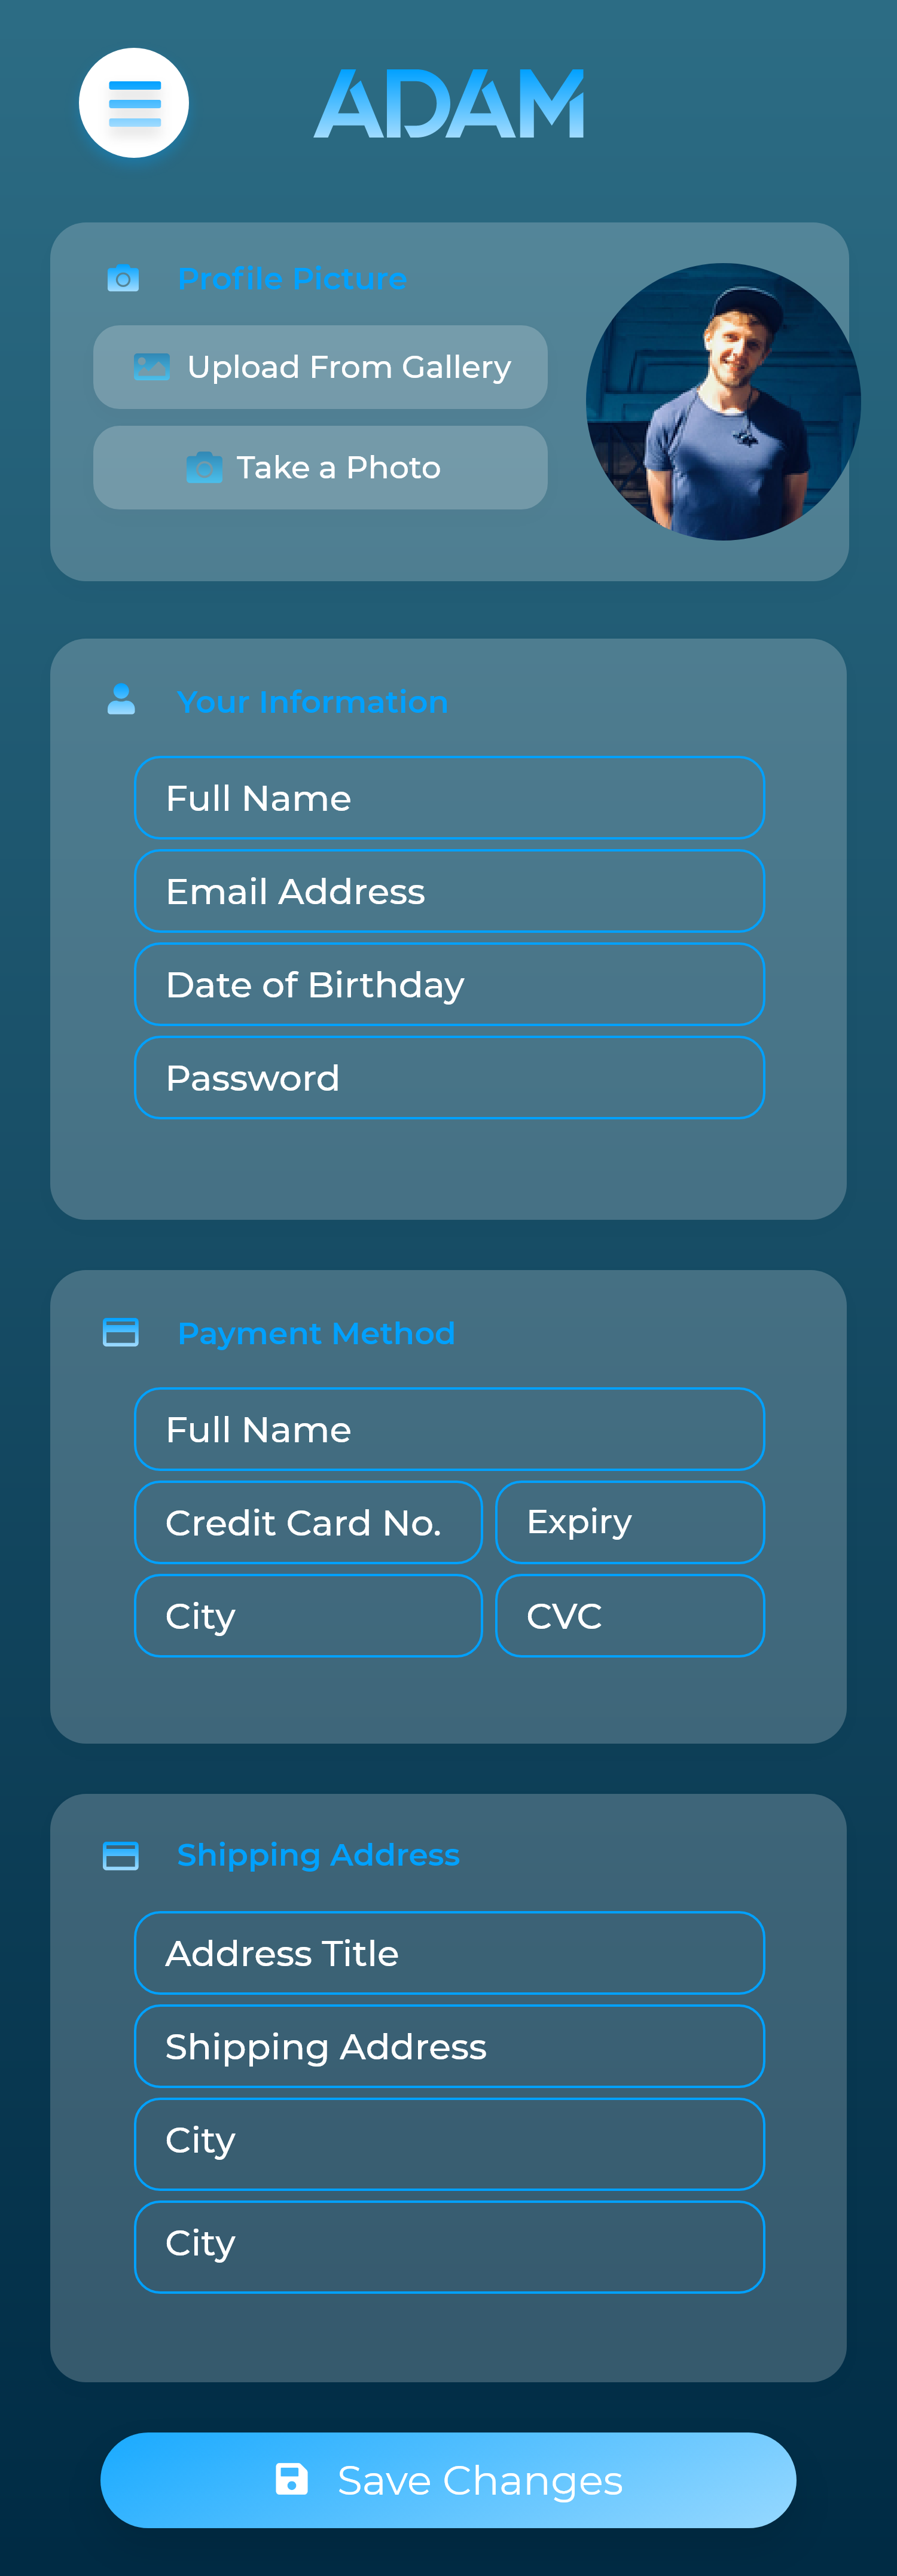 ADAM
Profile Picture
Upload From Gallery
Take a Photo
Your Information
Full Name
Email Address
Date of Birthday
Password
Payment Method
Full Name
Credit Card No.
Expiry
City
CVC
Shipping Address
Address Title
Shipping Address
City
City
Save Changes